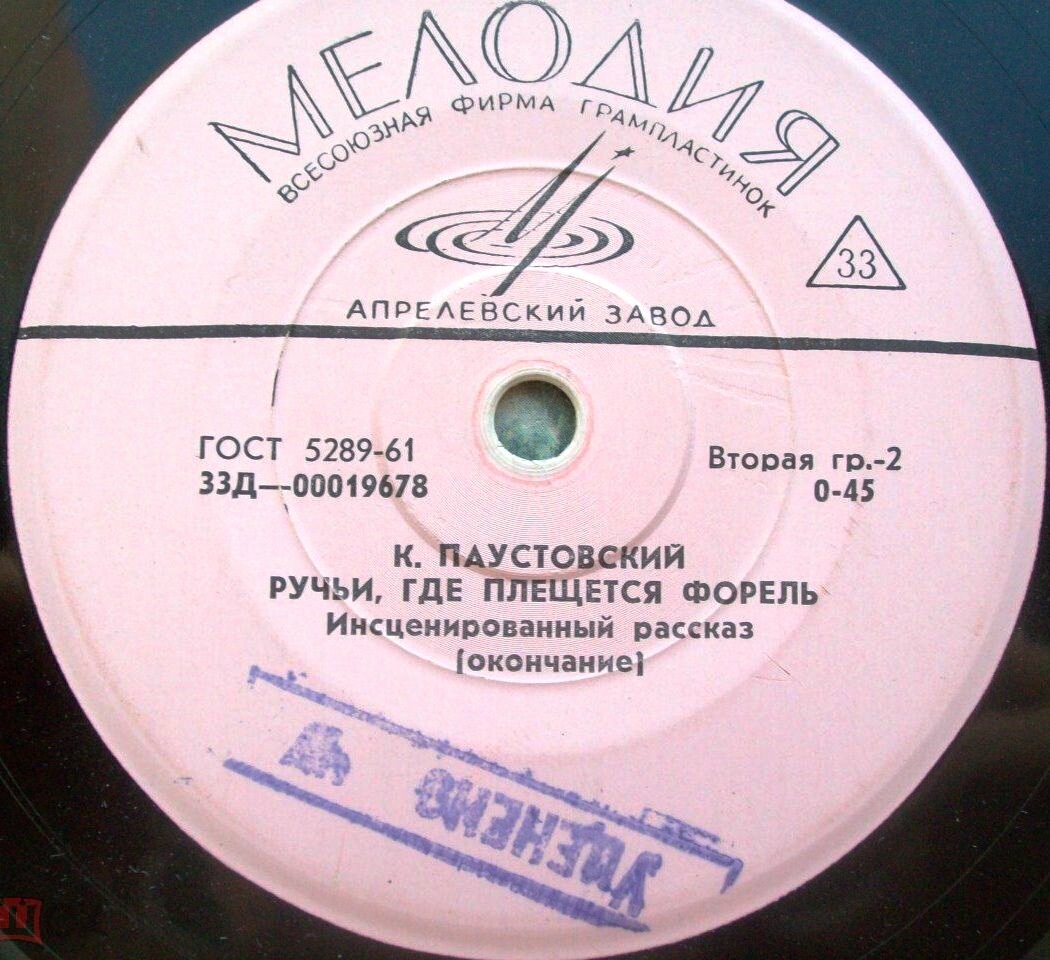 МЕЛОДИЯ
ВСЕСОЮЗНАЯ ФИРМА ГРАМПЛАСТИНОК
33
АПРЕЛЕВСКИЙ ЗАВОД
ГОСТ 5289-61
33Д—00019678
Вторая гр.-2
0-45
К. ПАУСТОВСКИЙ
РУЧЬИ, ГДЕ ПЛЕЩЕТСЯ ФОРЕЛЬ
Инсценированный рассказ
(окончание)
УЦЕНЕНО